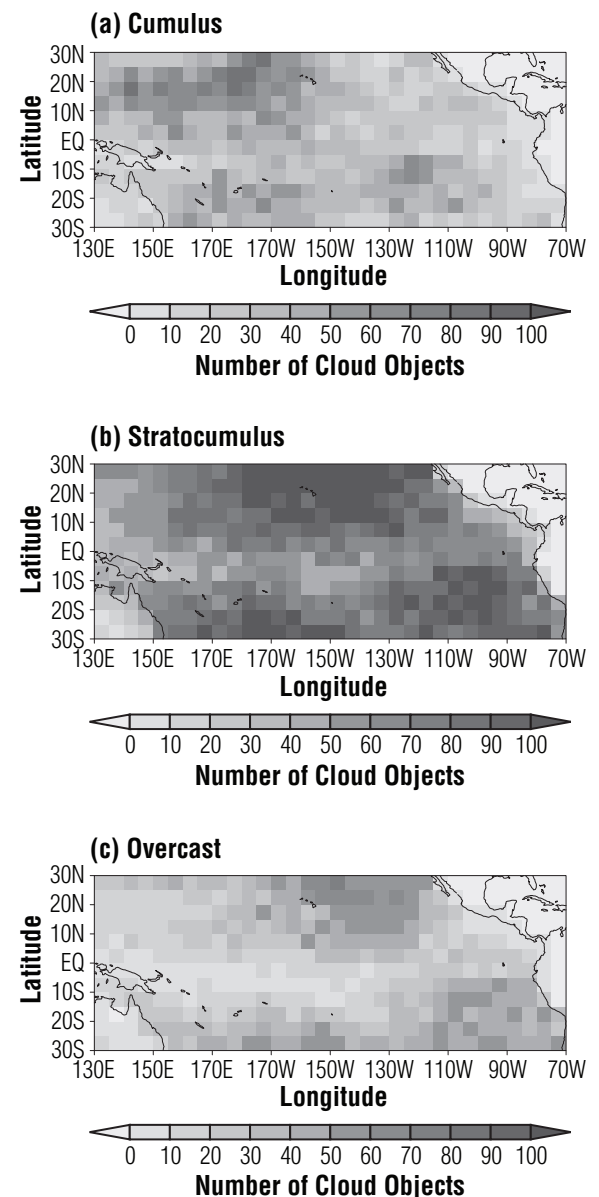 (a) Cumulus
30N
20N
10N
EQ
10S
20S
30S
Latitude
130E 150E 170E 170W 150W 130W 110W 90W 70W
Longitude
0 10 20 30 40 50 60 70 80 90 100
Number of Cloud Objects
(b) Stratocumulus
30N
20N
10N
EQ
10S
20S
30S
Latitude
130E 150E 170E 170W 150W 130W 110W 90W 70W
Longitude
0 10 20 30 40 50 60 70 80 90 100
Number of Cloud Objects
(c) Overcast
30N
20N
10N
EQ
10S
20S
30S
Latitude
130E 150E 170E 170W 150W 130W 110W 90W 70W
Longitude
0 10 20 30 40 50 60 70 80 90 100
Number of Cloud Objects